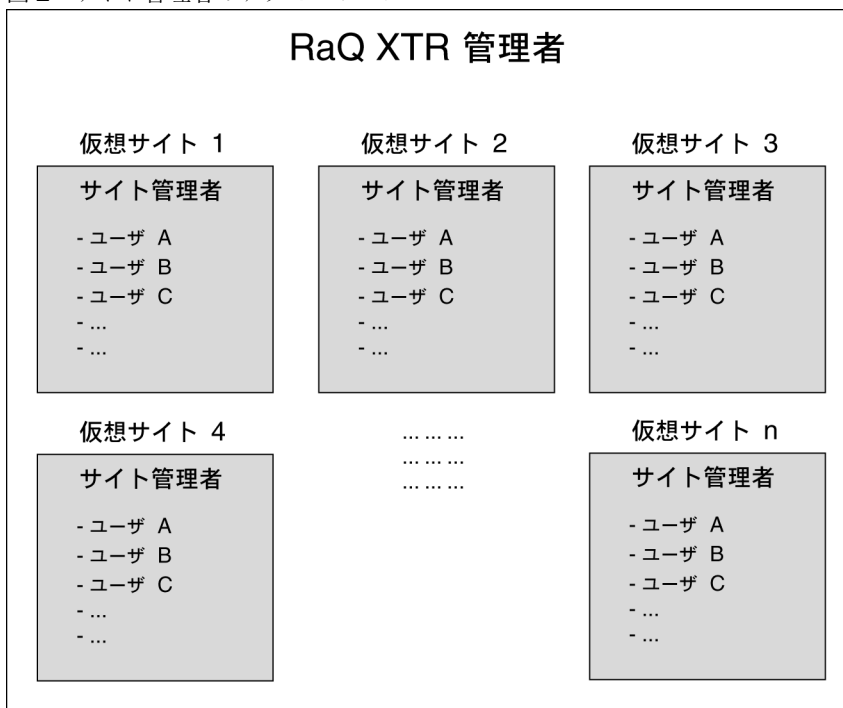 RaQ XTR 管理者
仮想サイト 1
サイト管理者
- ユーザ A
- ユーザ B
- ユーザ C
- ...
- ...
仮想サイト 2
サイト管理者
- ユーザ A
- ユーザ B
- ユーザ C
- ...
- ...
仮想サイト 3
サイト管理者
- ユーザ A
- ユーザ B
- ユーザ C
- ...
- ...
仮想サイト 4
サイト管理者
- ユーザ A
- ユーザ B
- ユーザ C
- ...
- ...
... ... ...
... ... ...
... ... ...
仮想サイト n
サイト管理者
- ユーザ A
- ユーザ B
- ユーザ C
- ...
- ...